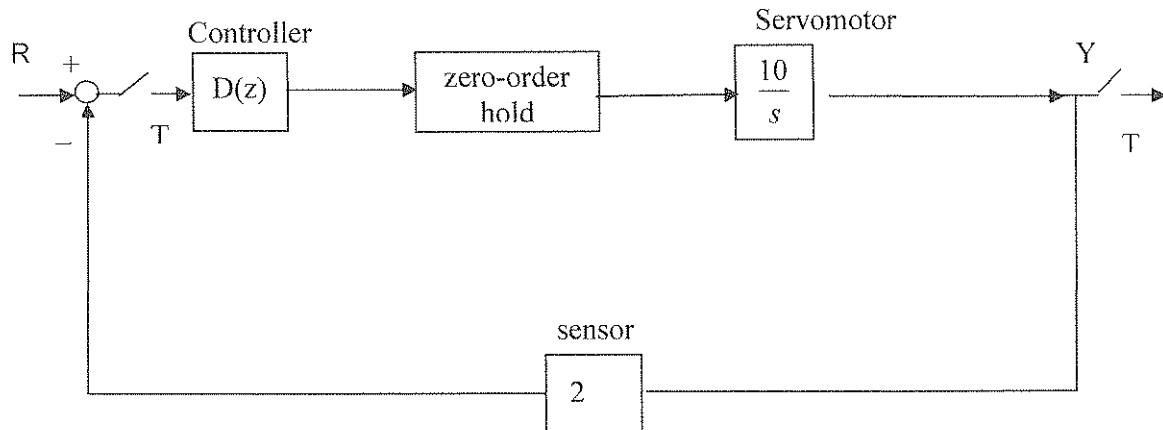 Controller
Servomotor
R
+
D(z)
zero-order
hold
10
s
Y
−
T
T
sensor
2